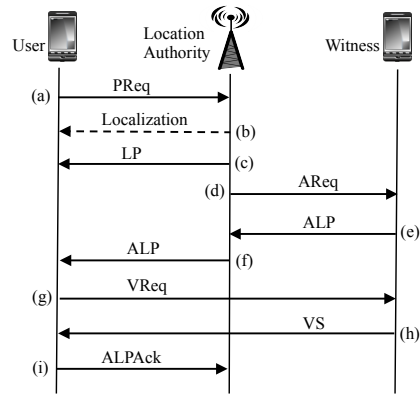 User
Location
Authority
Witness
(a) PReq
Localization (b)
LP (c)
(d) AReq
ALP (e)
ALP (f)
(g) VReq
VS (h)
(i) ALPAck